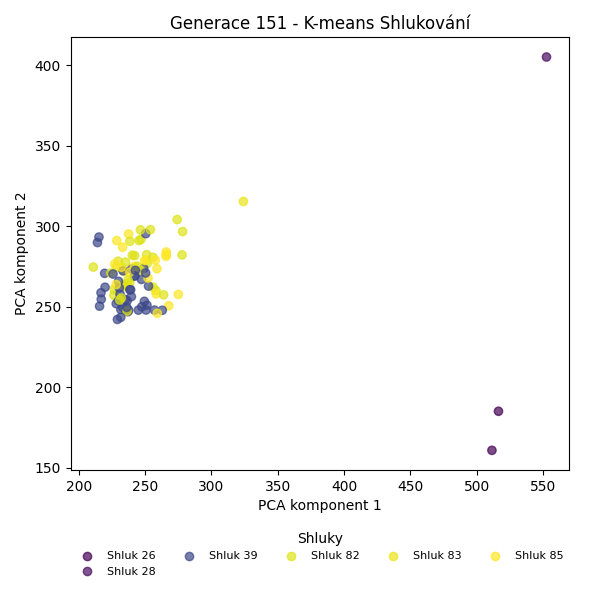 Generace 151 - K-means Shlukování
400
350
300
250
200
150
PCA komponent 2
200 250 300 350 400 450 500 550
PCA komponent 1
Shluky
Shluk 26 Shluk 39 Shluk 82 Shluk 83 Shluk 85
Shluk 28